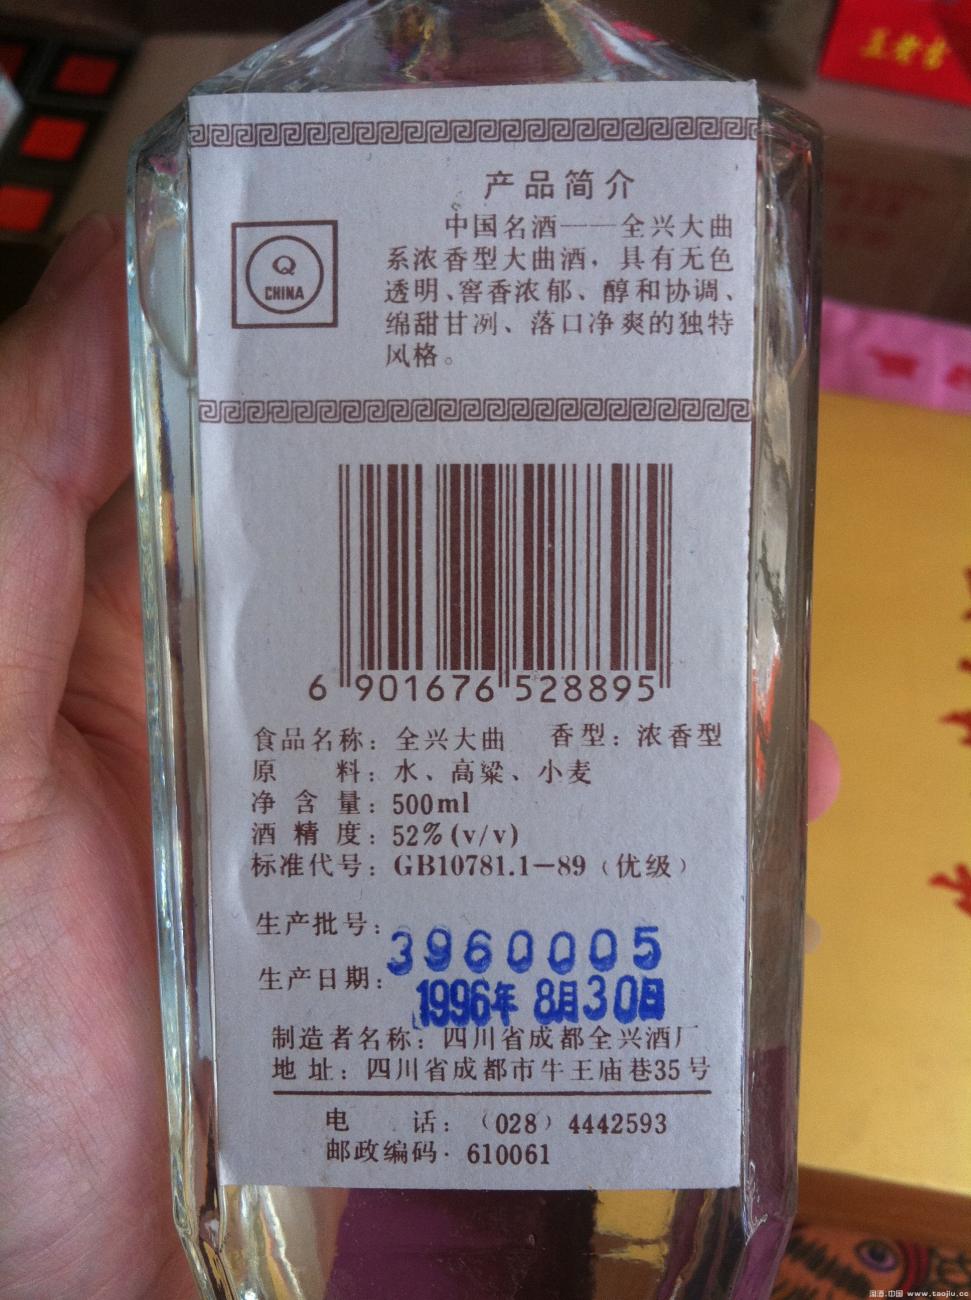 产品简介
中国名酒——全兴大曲
系浓香型大曲酒，具有无色
透明、窖香浓郁、醇和协调、
绵甜甘冽、落口净爽的独特
风格。
Q
CHINA
6 901676 528895
食品名称：全兴大曲 香型：浓香型
原 料：水、高粱、小麦
净含量：500ml
酒精度：52%(v/v)
标准代号：GB10781.1—89（优级）
生产批号：3960005
生产日期：1996年8月30日
制造者名称：四川省成都全兴酒厂
地址：四川省成都市牛王庙巷35号
电 话：（028）4442593
邮政编码·610061
www.taojiu.cc